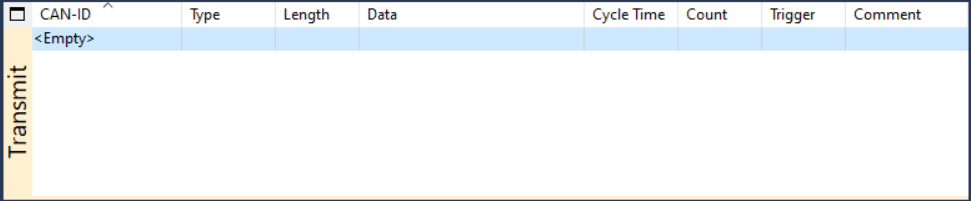 CAN-ID Type Length Data Cycle Time Count Trigger Comment
<Empty>
Transmit